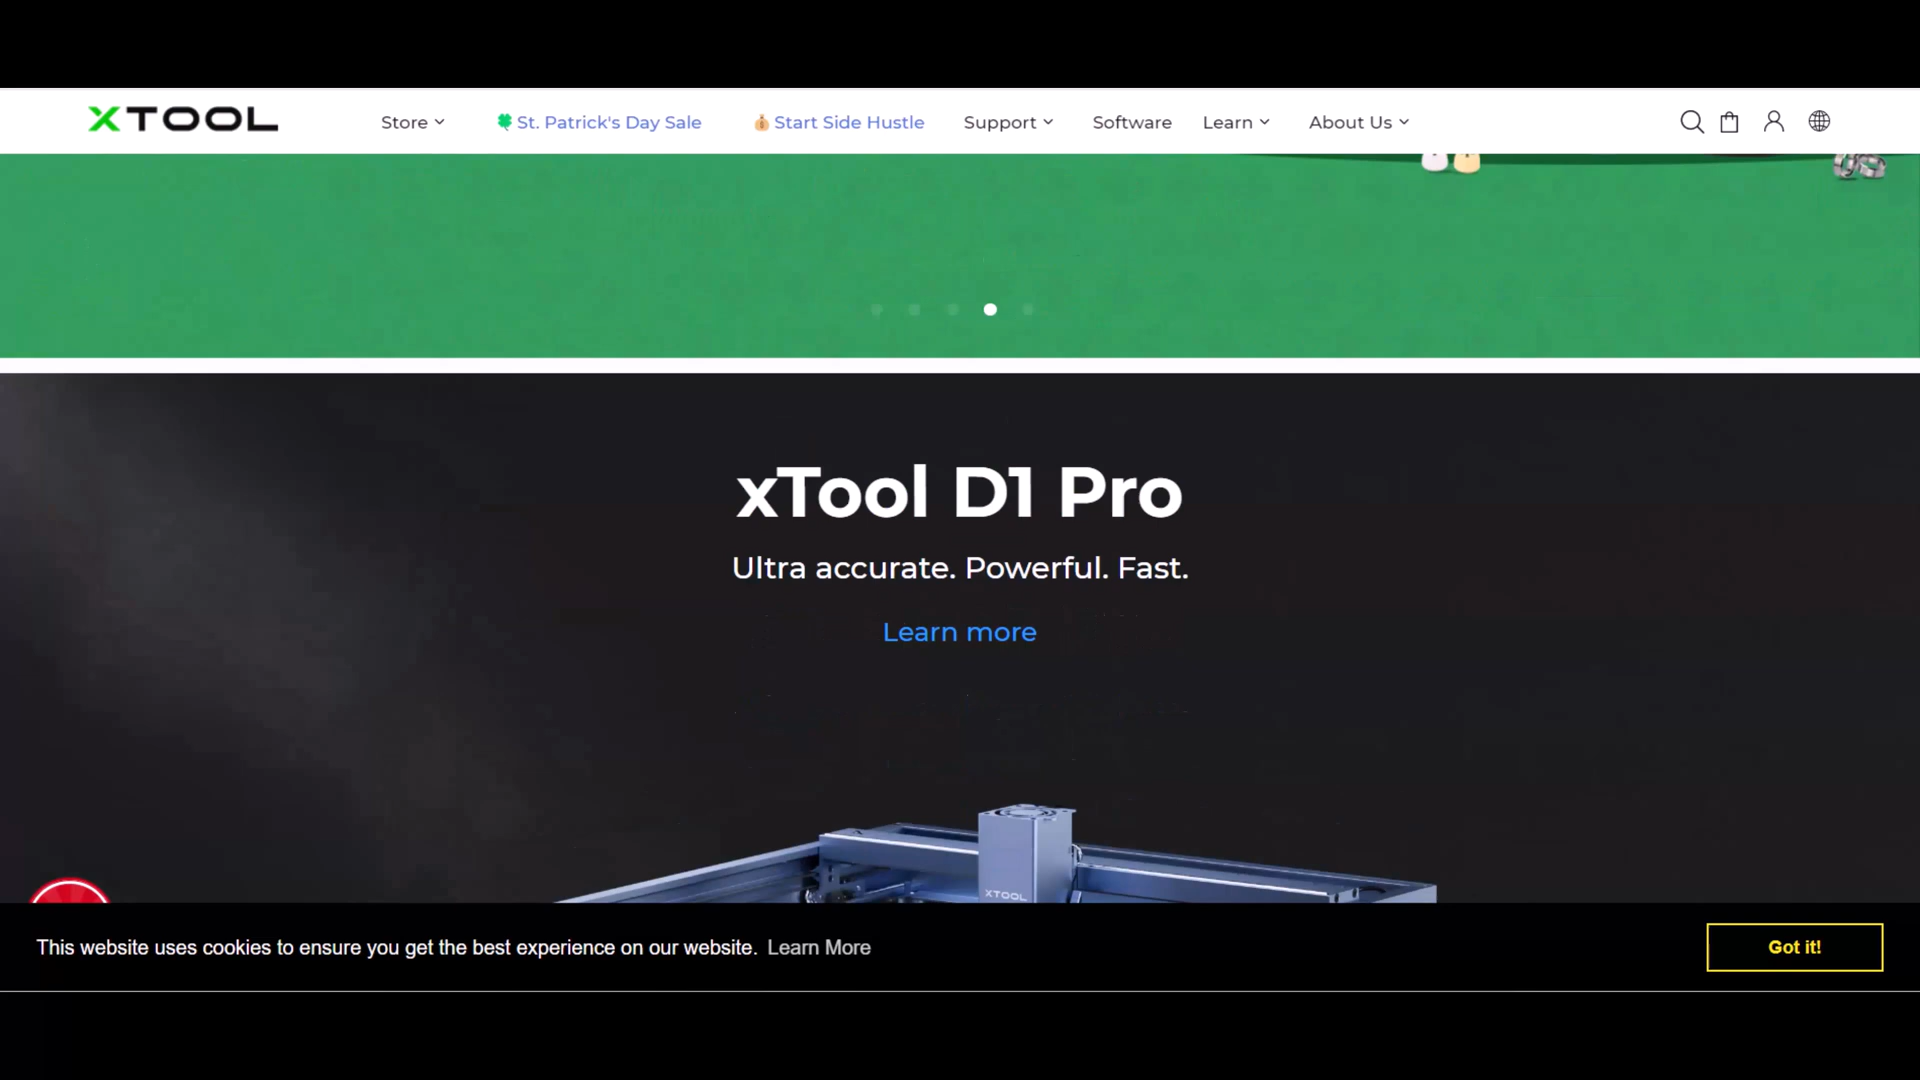 XTOOL
Store
St. Patrick's Day Sale
Start Side Hustle
Support
Software
Learn
About Us
xTool D1 Pro
Ultra accurate. Powerful. Fast.
Learn more
XTOOL
This website uses cookies to ensure you get the best experience on our website. Learn More
Got it!